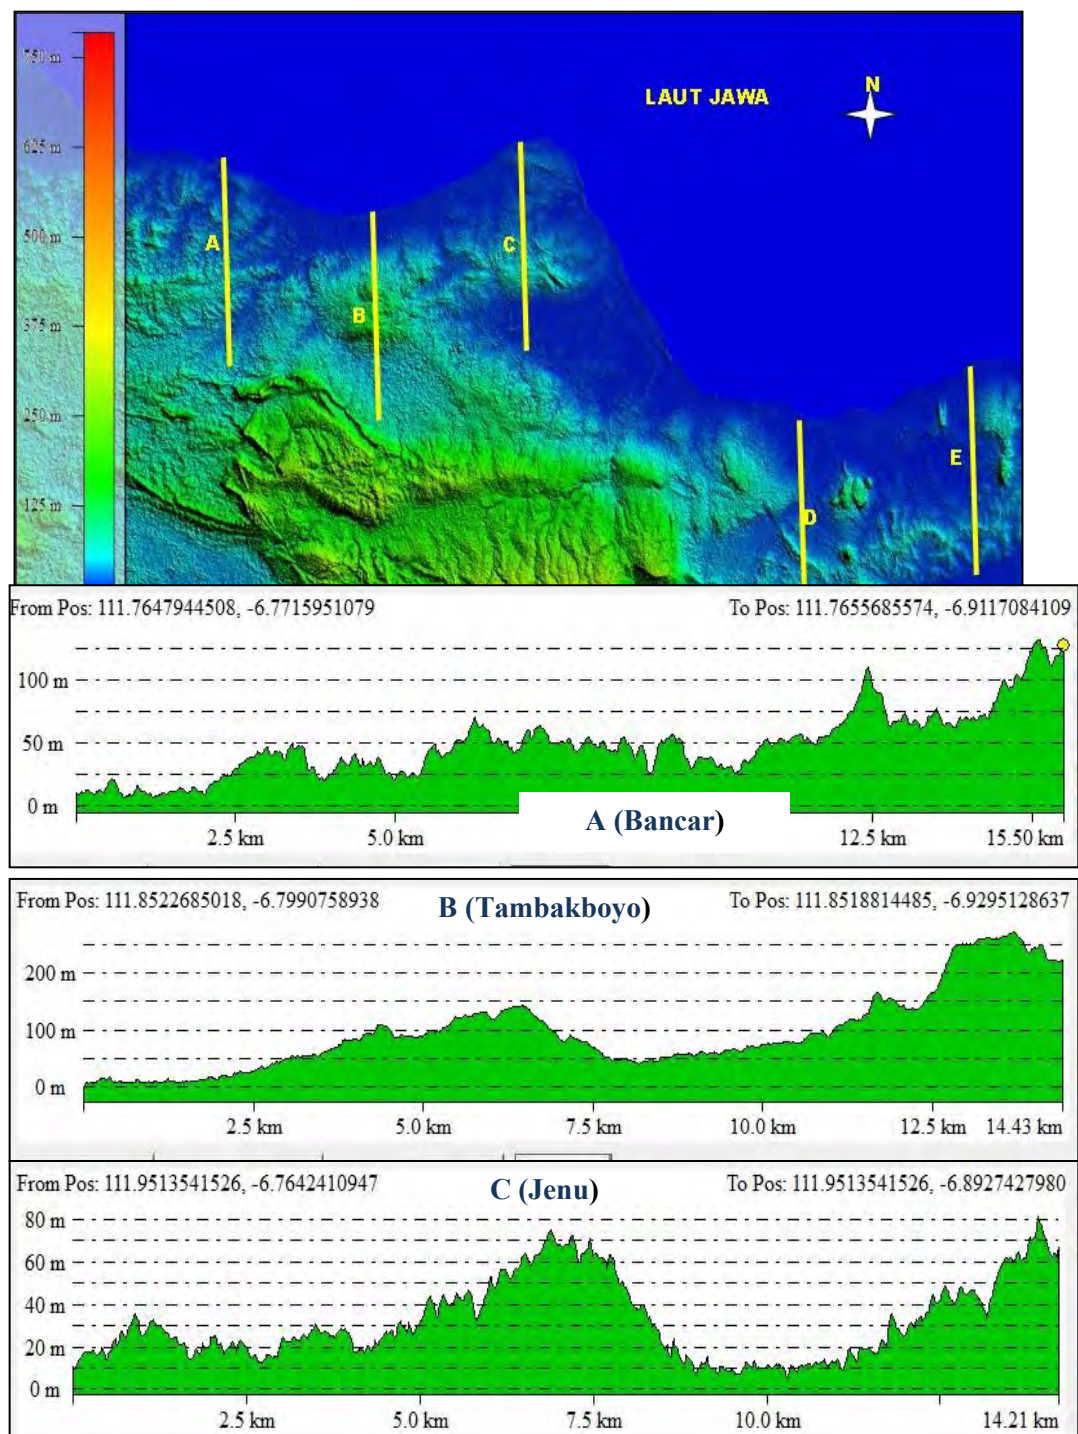 750 m
625 m
500 m
375 m
250 m
125 m
LAUT JAWA
N
A
B
C
D
E
From Pos: 111.7647944508, -6.7715951079 To Pos: 111.7655685574, -6.9117084109
100 m
50 m
0 m
A (Bancar)
2.5 km 5.0 km 12.5 km 15.50 km
From Pos: 111.8522685018, -6.7990758938 B (Tambakboyo) To Pos: 111.8518814485, -6.9295128637
200 m
100 m
0 m
2.5 km 5.0 km 7.5 km 10.0 km 12.5 km 14.43 km
From Pos: 111.9513541526, -6.7642410947 C (Jenu) To Pos: 111.9513541526, -6.8927427980
80 m
60 m
40 m
20 m
0 m
2.5 km 5.0 km 7.5 km 10.0 km 14.21 km